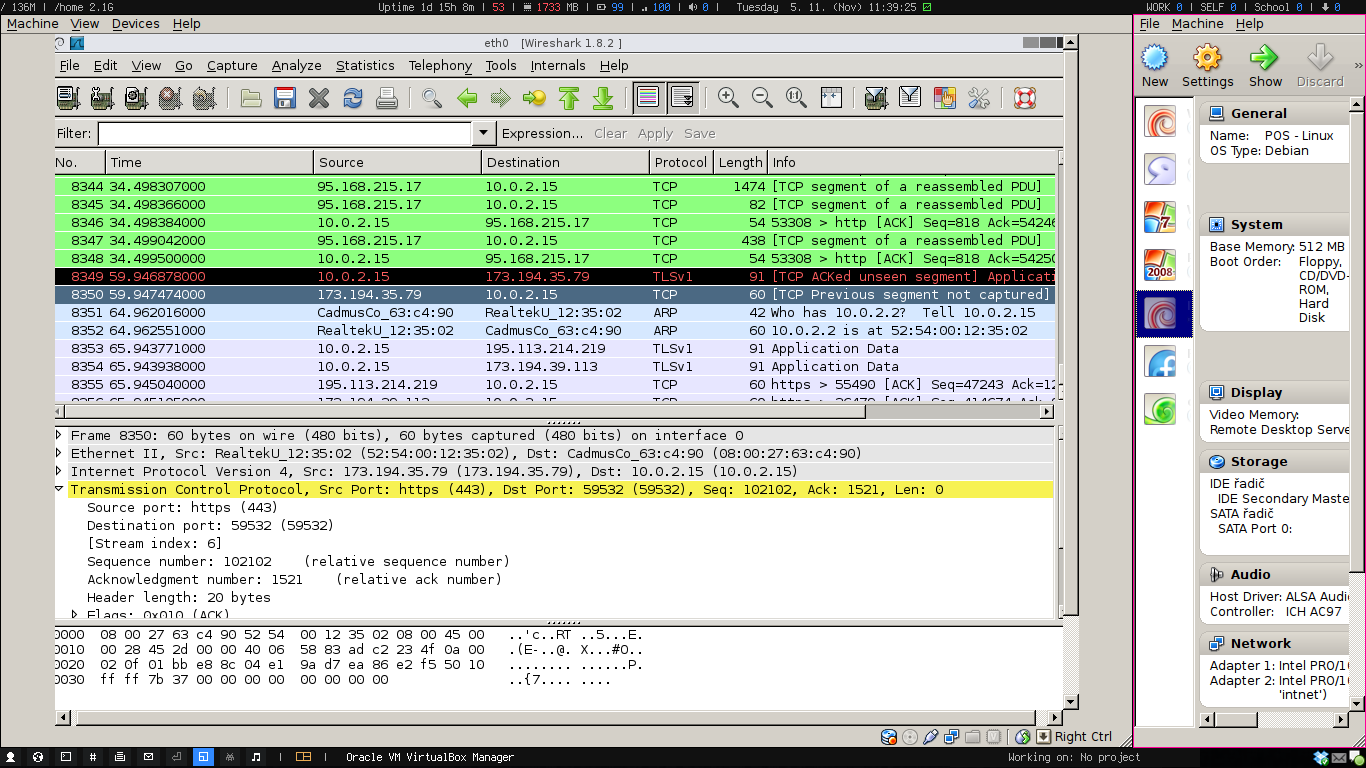 / 136M | /home 2.1G Uptime 1d 15h 8m | 53 | 1733 MB | 99 | 100 | 0 | Tuesday 5. 11. (Nov) 11:39:25 WORK 0 | SELF 0 | School 0 | 0
Machine View Devices Help
eth0 [Wireshark 1.8.2 ]
File Edit View Go Capture Analyze Statistics Telephony Tools Internals Help
Filter: Expression... Clear Apply Save
No. Time Source Destination Protocol Length Info
8344 34.498307000 95.168.215.17 10.0.2.15 TCP 1474 [TCP segment of a reassembled PDU]
8345 34.498366000 95.168.215.17 10.0.2.15 TCP 82 [TCP segment of a reassembled PDU]
8346 34.498384000 10.0.2.15 95.168.215.17 TCP 54 53308 > http [ACK] Seq=818 Ack=54246
8347 34.499042000 95.168.215.17 10.0.2.15 TCP 438 [TCP segment of a reassembled PDU]
8348 34.499500000 10.0.2.15 95.168.215.17 TCP 54 53308 > http [ACK] Seq=818 Ack=54250
8349 59.946878000 10.0.2.15 173.194.35.79 TLSv1 91 [TCP ACKed unseen segment] Applicati
8350 59.947474000 173.194.35.79 10.0.2.15 TCP 60 [TCP Previous segment not captured]
8351 64.962016000 CadmusCo_63:c4:90 RealtekU_12:35:02 ARP 42 Who has 10.0.2.2? Tell 10.0.2.15
8352 64.962551000 RealtekU_12:35:02 CadmusCo_63:c4:90 ARP 60 10.0.2.2 is at 52:54:00:12:35:02
8353 65.943771000 10.0.2.15 195.113.214.219 TLSv1 91 Application Data
8354 65.943938000 10.0.2.15 173.194.39.113 TLSv1 91 Application Data
8355 65.945040000 195.113.214.219 10.0.2.15 TCP 60 https > 55490 [ACK] Seq=47243 Ack=12
Frame 8350: 60 bytes on wire (480 bits), 60 bytes captured (480 bits) on interface 0
Ethernet II, Src: RealtekU_12:35:02 (52:54:00:12:35:02), Dst: CadmusCo_63:c4:90 (08:00:27:63:c4:90)
Internet Protocol Version 4, Src: 173.194.35.79 (173.194.35.79), Dst: 10.0.2.15 (10.0.2.15)
Transmission Control Protocol, Src Port: https (443), Dst Port: 59532 (59532), Seq: 102102, Ack: 1521, Len: 0
Source port: https (443)
Destination port: 59532 (59532)
[Stream index: 6]
Sequence number: 102102 (relative sequence number)
Acknowledgment number: 1521 (relative ack number)
Header length: 20 bytes
Flags: 0x010 (ACK)
0000 08 00 27 63 c4 90 52 54 00 12 35 02 08 00 45 00 ..'c..RT ..5...E.
0010 00 28 45 2d 00 00 40 06 58 83 ad c2 23 4f 0a 00 .(E-..@. X...#O..
0020 02 0f 01 bb e8 8c 04 e1 9a d7 ea 86 e2 f5 50 10 ........ ......P.
0030 ff ff 7b 37 00 00 00 00 00 00 00 00 ..{7.... ....
Right Ctrl
File Machine Help
New Settings Show Discard
General
Name: POS - Linux
OS Type: Debian
System
Base Memory: 512 MB
Boot Order: Floppy,
CD/DVD-
ROM,
Hard
Disk
Display
Video Memory:
Remote Desktop Serve
Storage
IDE řadič
IDE Secondary Maste
SATA řadič
SATA Port 0:
Audio
Host Driver: ALSA Audi
Controller: ICH AC97
Network
Adapter 1: Intel PRO/10
Adapter 2: Intel PRO/10
'intnet')
Oracle VM VirtualBox Manager Working on: No project